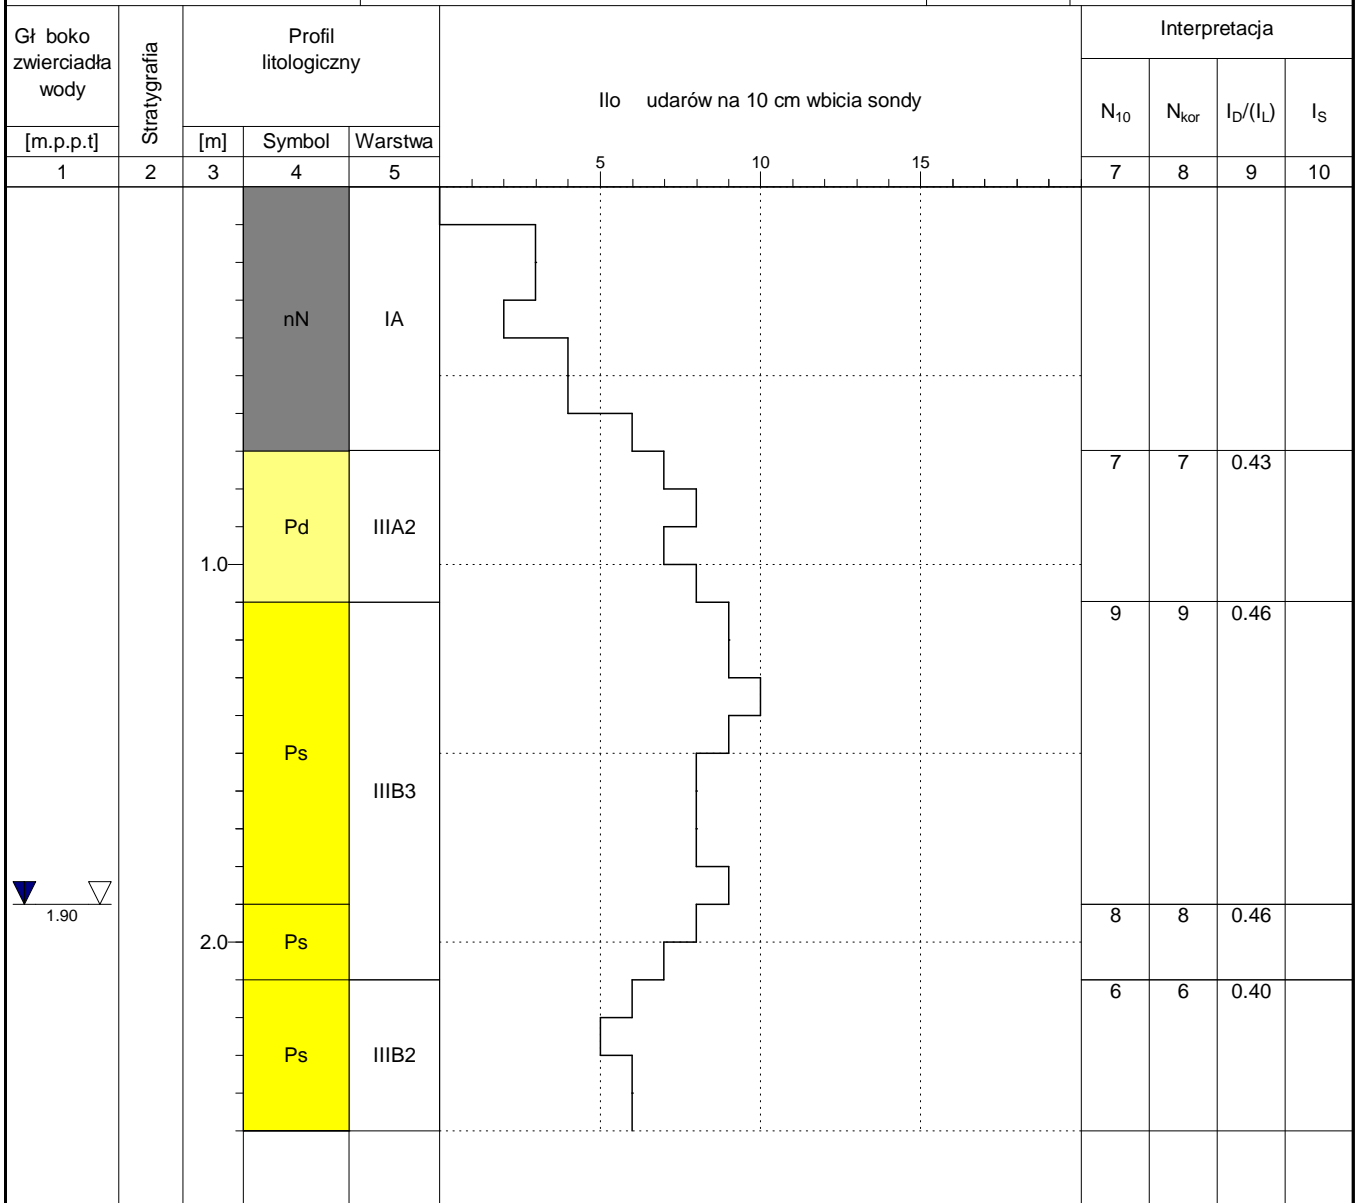 Gł boko
zwierciadła
wody
[m.p.p.t]
1
Stratygrafia
2
Profil
litologiczny
[m]
Symbol
Warstwa
3
4
5
Ilo udarów na 10 cm wbicia sondy
5
10
15
Interpretacja
N10
Nkor
ID/(IL)
IS
7
8
9
10
nN
IA
7
7
0.43
Pd
IIIA2
1.0
9
9
0.46
Ps
IIIB3
1.90
8
8
0.46
2.0
Ps
6
6
0.40
Ps
IIIB2